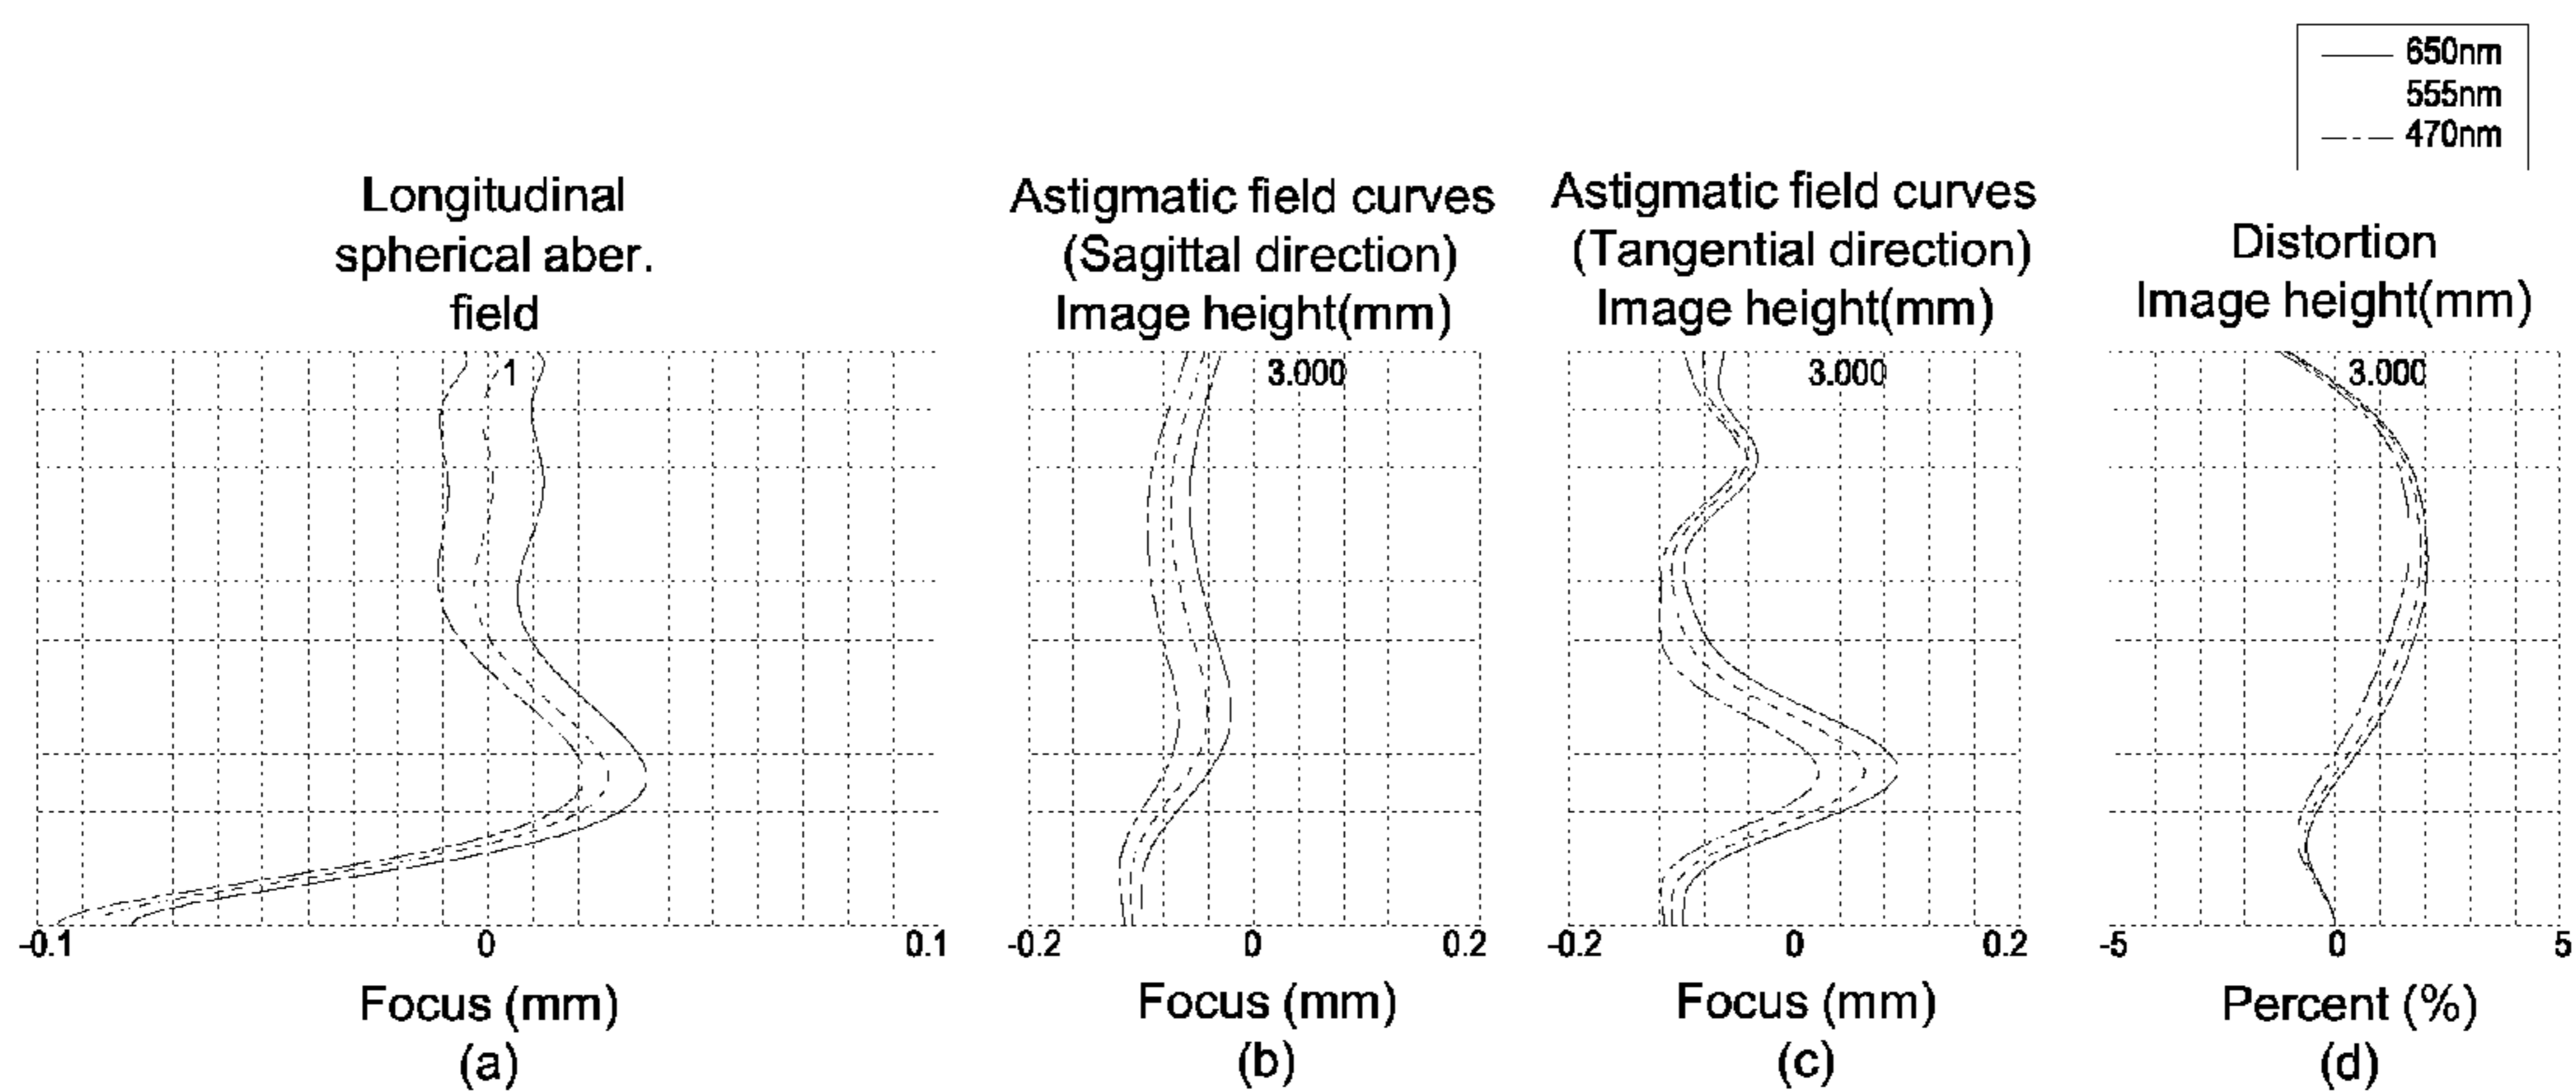 650nm
555nm
470nm
Longitudinal
spherical aber.
field
Astigmatic field curves
(Sagittal direction)
Image height(mm)
Astigmatic field curves
(Tangential direction)
Image height(mm)
Distortion
Image height(mm)
1
3.000
3.000
3.000
-0.1
0
0.1
-0.2
0
0.2
-0.2
0
0.2
-5
0
5
Focus (mm)
Focus (mm)
Focus (mm)
Percent (%)
(a)
(b)
(c)
(d)